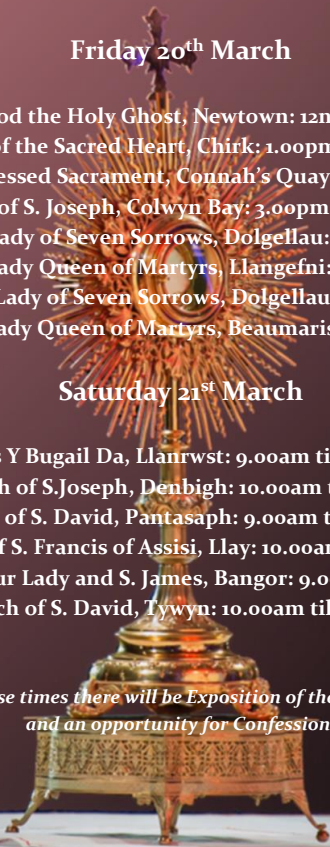 Friday 20th March
od the Holy Ghost, Newtown: 12n
of the Sacred Heart, Chirk: 1.00pm
essed Sacrament, Connah's Quay
of S. Joseph, Colwyn Bay: 3.00pm
ady of Seven Sorrows, Dolgellau:
ady Queen of Martyrs, Llangefni:
Lady of Seven Sorrows, Dolgellau
ady Queen of Martyrs, Beaumaris
Saturday 21st March
s Y Bugail Da, Llanrwst: 9.00am ti
h of S.Joseph, Denbigh: 10.00am t
of S. David, Pantasaph: 9.00am t
f S. Francis of Assisi, Llay: 10.00a
ur Lady and S. James, Bangor: 9.0
ch of S. David, Tywyn: 10.00am til
se times there will be Exposition of the
and an opportunity for Confession